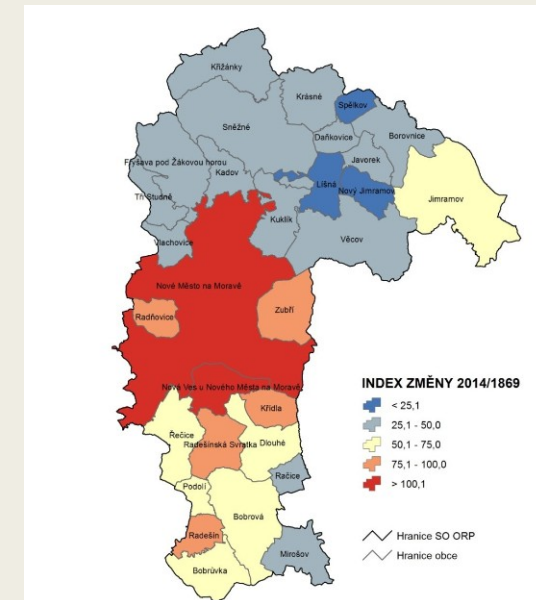 Křižánky
Krásné
Spělkov
Sněžné
Daňkovice
Borovnice
Fryšava pod Žákovou horou
Javorek
Kadov
Líšná
Nový Jimramov
Jimramov
Tři Studně
Kuklík
Vlachovice
Věcov
Nové Město na Moravě
Radňovice
Zubří
Nová Ves u Nového Města na Moravě
Křídla
Řečice
Radešínská Svratka
Dlouhé
Račice
Podolí
Bobrová
Radešín
Mirošov
Bobrůvka
INDEX ZMĚNY 2014/1869
< 25,1
25,1 - 50,0
50,1 - 75,0
75,1 - 100,0
> 100,1
Hranice SO ORP
Hranice obce